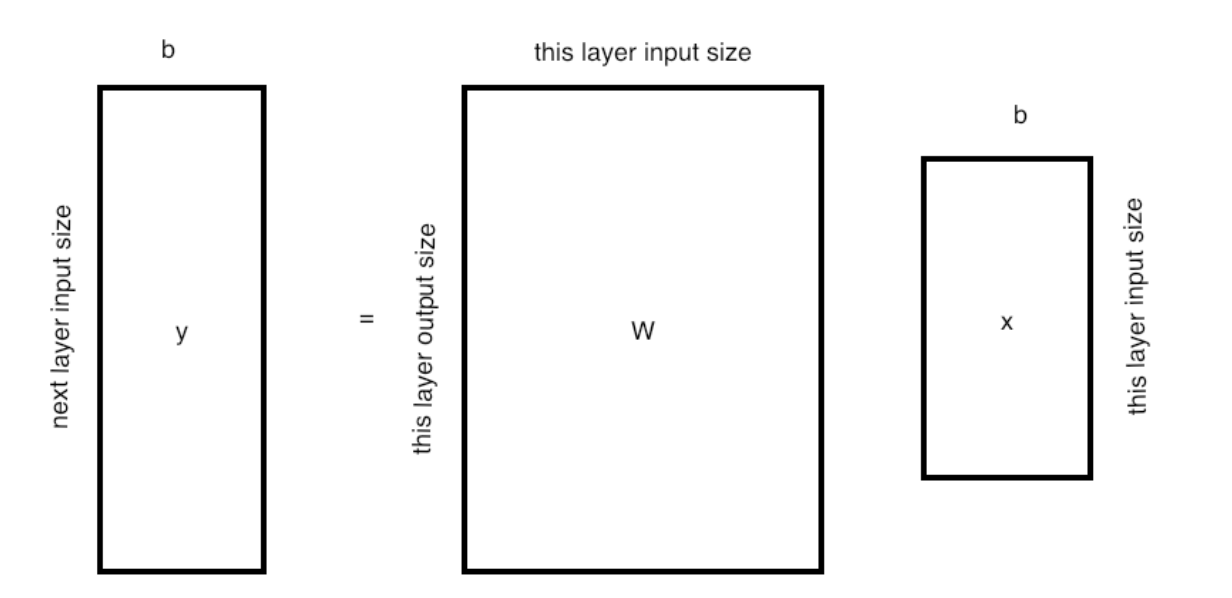 b
this layer input size
b
next layer input size
y
=
this layer output size
W
x
this layer input size